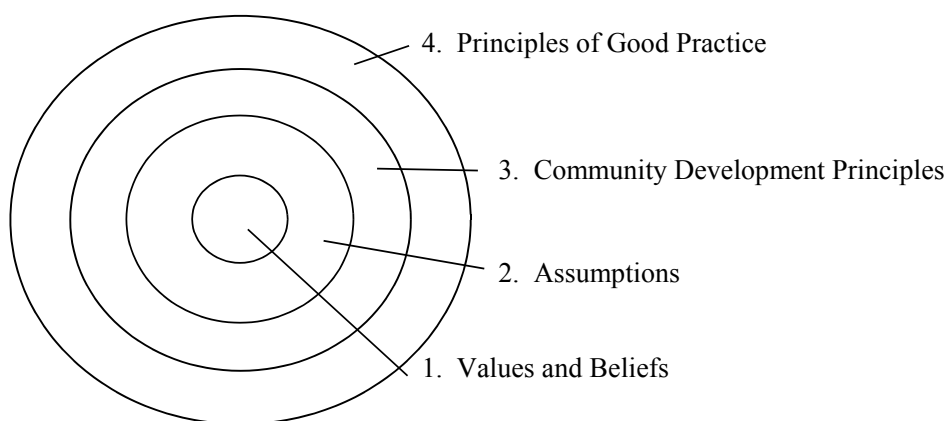 4. Principles of Good Practice
3. Community Development Principles
2. Assumptions
1. Values and Beliefs